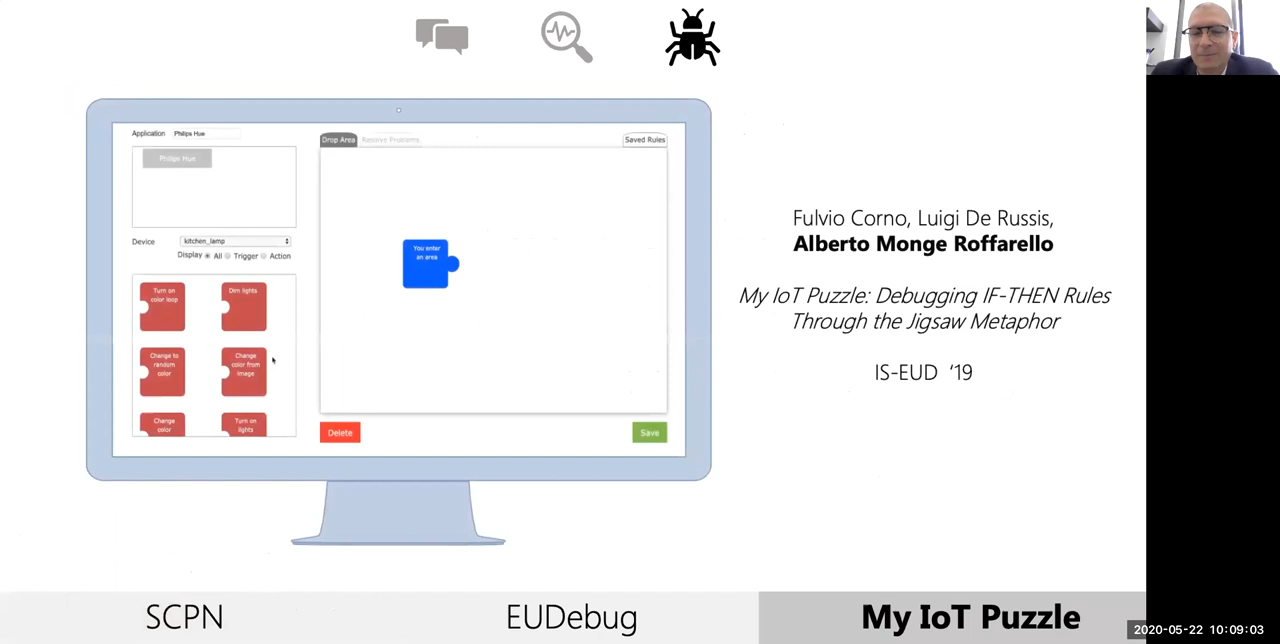 Application Philips Hue
Philips Hue
Device kitchen_lamp
Display All Trigger Action
Turn on
color loop
Dim lights
Change to
random
color
Change
color from
image
Change
color
Turn on
lights
Drop Area Resolve Problems Saved Rules
You enter
an area
Delete Save
Fulvio Corno, Luigi De Russis,
Alberto Monge Roffarello
My IoT Puzzle: Debugging IF-THEN Rules
Through the Jigsaw Metaphor
IS-EUD '19
SCPN EUDebug My IoT Puzzle
2020-05-22 10:09:03